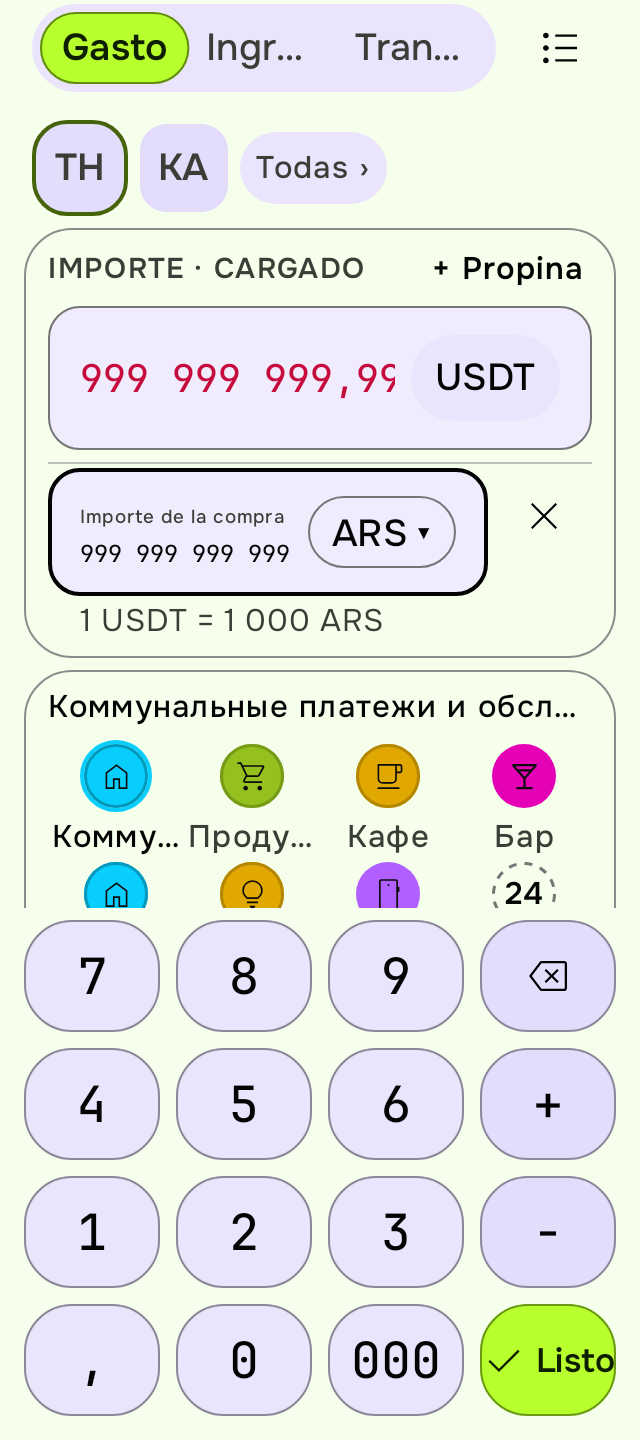 Gasto Ingr... Tran...
TH KA Todas ›
IMPORTE · CARGADO + Propina
999 999 999,99 USDT
Importe de la compra
999 999 999 999 ARS ▾
1 USDT = 1 000 ARS
Коммунальные платежи и обсл...
Комму... Проду... Кафе Бар
24
7 8 9
4 5 6 +
1 2 3 -
, 0 000 Listo